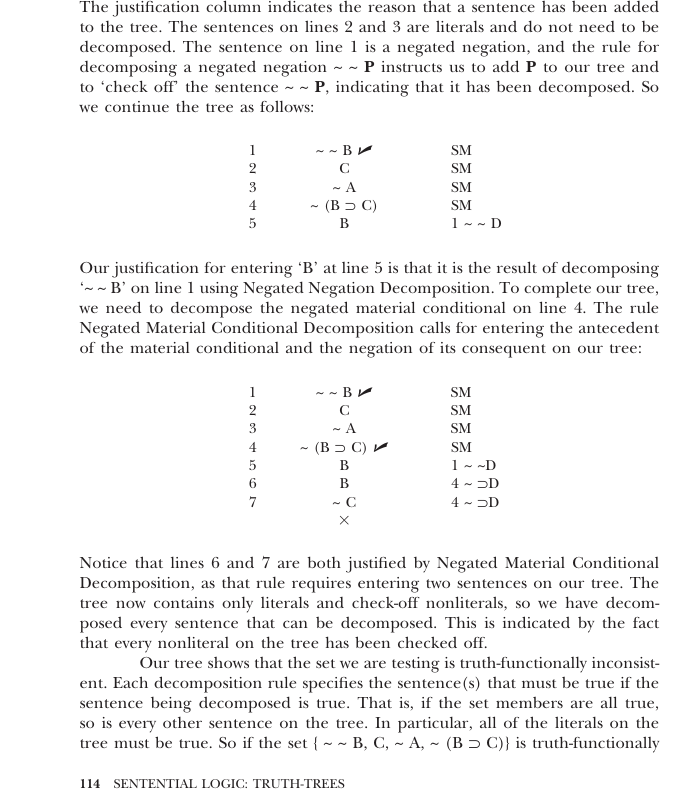 The justification column indicates the reason that a sentence has been added
to the tree. The sentences on lines 2 and 3 are literals and do not need to be
decomposed. The sentence on line 1 is a negated negation, and the rule for
decomposing a negated negation ~ ~ P instructs us to add P to our tree and
to ‘check off’ the sentence ~ ~ P, indicating that it has been decomposed. So
we continue the tree as follows:
1 ~ ~ B ✓ SM
2 C SM
3 ~ A SM
4 ~ (B ⊃ C) SM
5 B 1 ~ ~ D
Our justification for entering ‘B’ at line 5 is that it is the result of decomposing
‘~ ~ B’ on line 1 using Negated Negation Decomposition. To complete our tree,
we need to decompose the negated material conditional on line 4. The rule
Negated Material Conditional Decomposition calls for entering the antecedent
of the material conditional and the negation of its consequent on our tree:
1 ~ ~ B ✓ SM
2 C SM
3 ~ A SM
4 ~ (B ⊃ C) ✓ SM
5 B 1 ~ ~D
6 B 4 ~ ⊃D
7 ~ C 4 ~ ⊃D
×
Notice that lines 6 and 7 are both justified by Negated Material Conditional
Decomposition, as that rule requires entering two sentences on our tree. The
tree now contains only literals and check-off nonliterals, so we have decom-
posed every sentence that can be decomposed. This is indicated by the fact
that every nonliteral on the tree has been checked off.
Our tree shows that the set we are testing is truth-functionally inconsist-
ent. Each decomposition rule specifies the sentence(s) that must be true if the
sentence being decomposed is true. That is, if the set members are all true,
so is every other sentence on the tree. In particular, all of the literals on the
tree must be true. So if the set { ~ ~ B, C, ~ A, ~ (B ⊃ C)} is truth-functionally
114 SENTENTIAL LOGIC: TRUTH-TREES